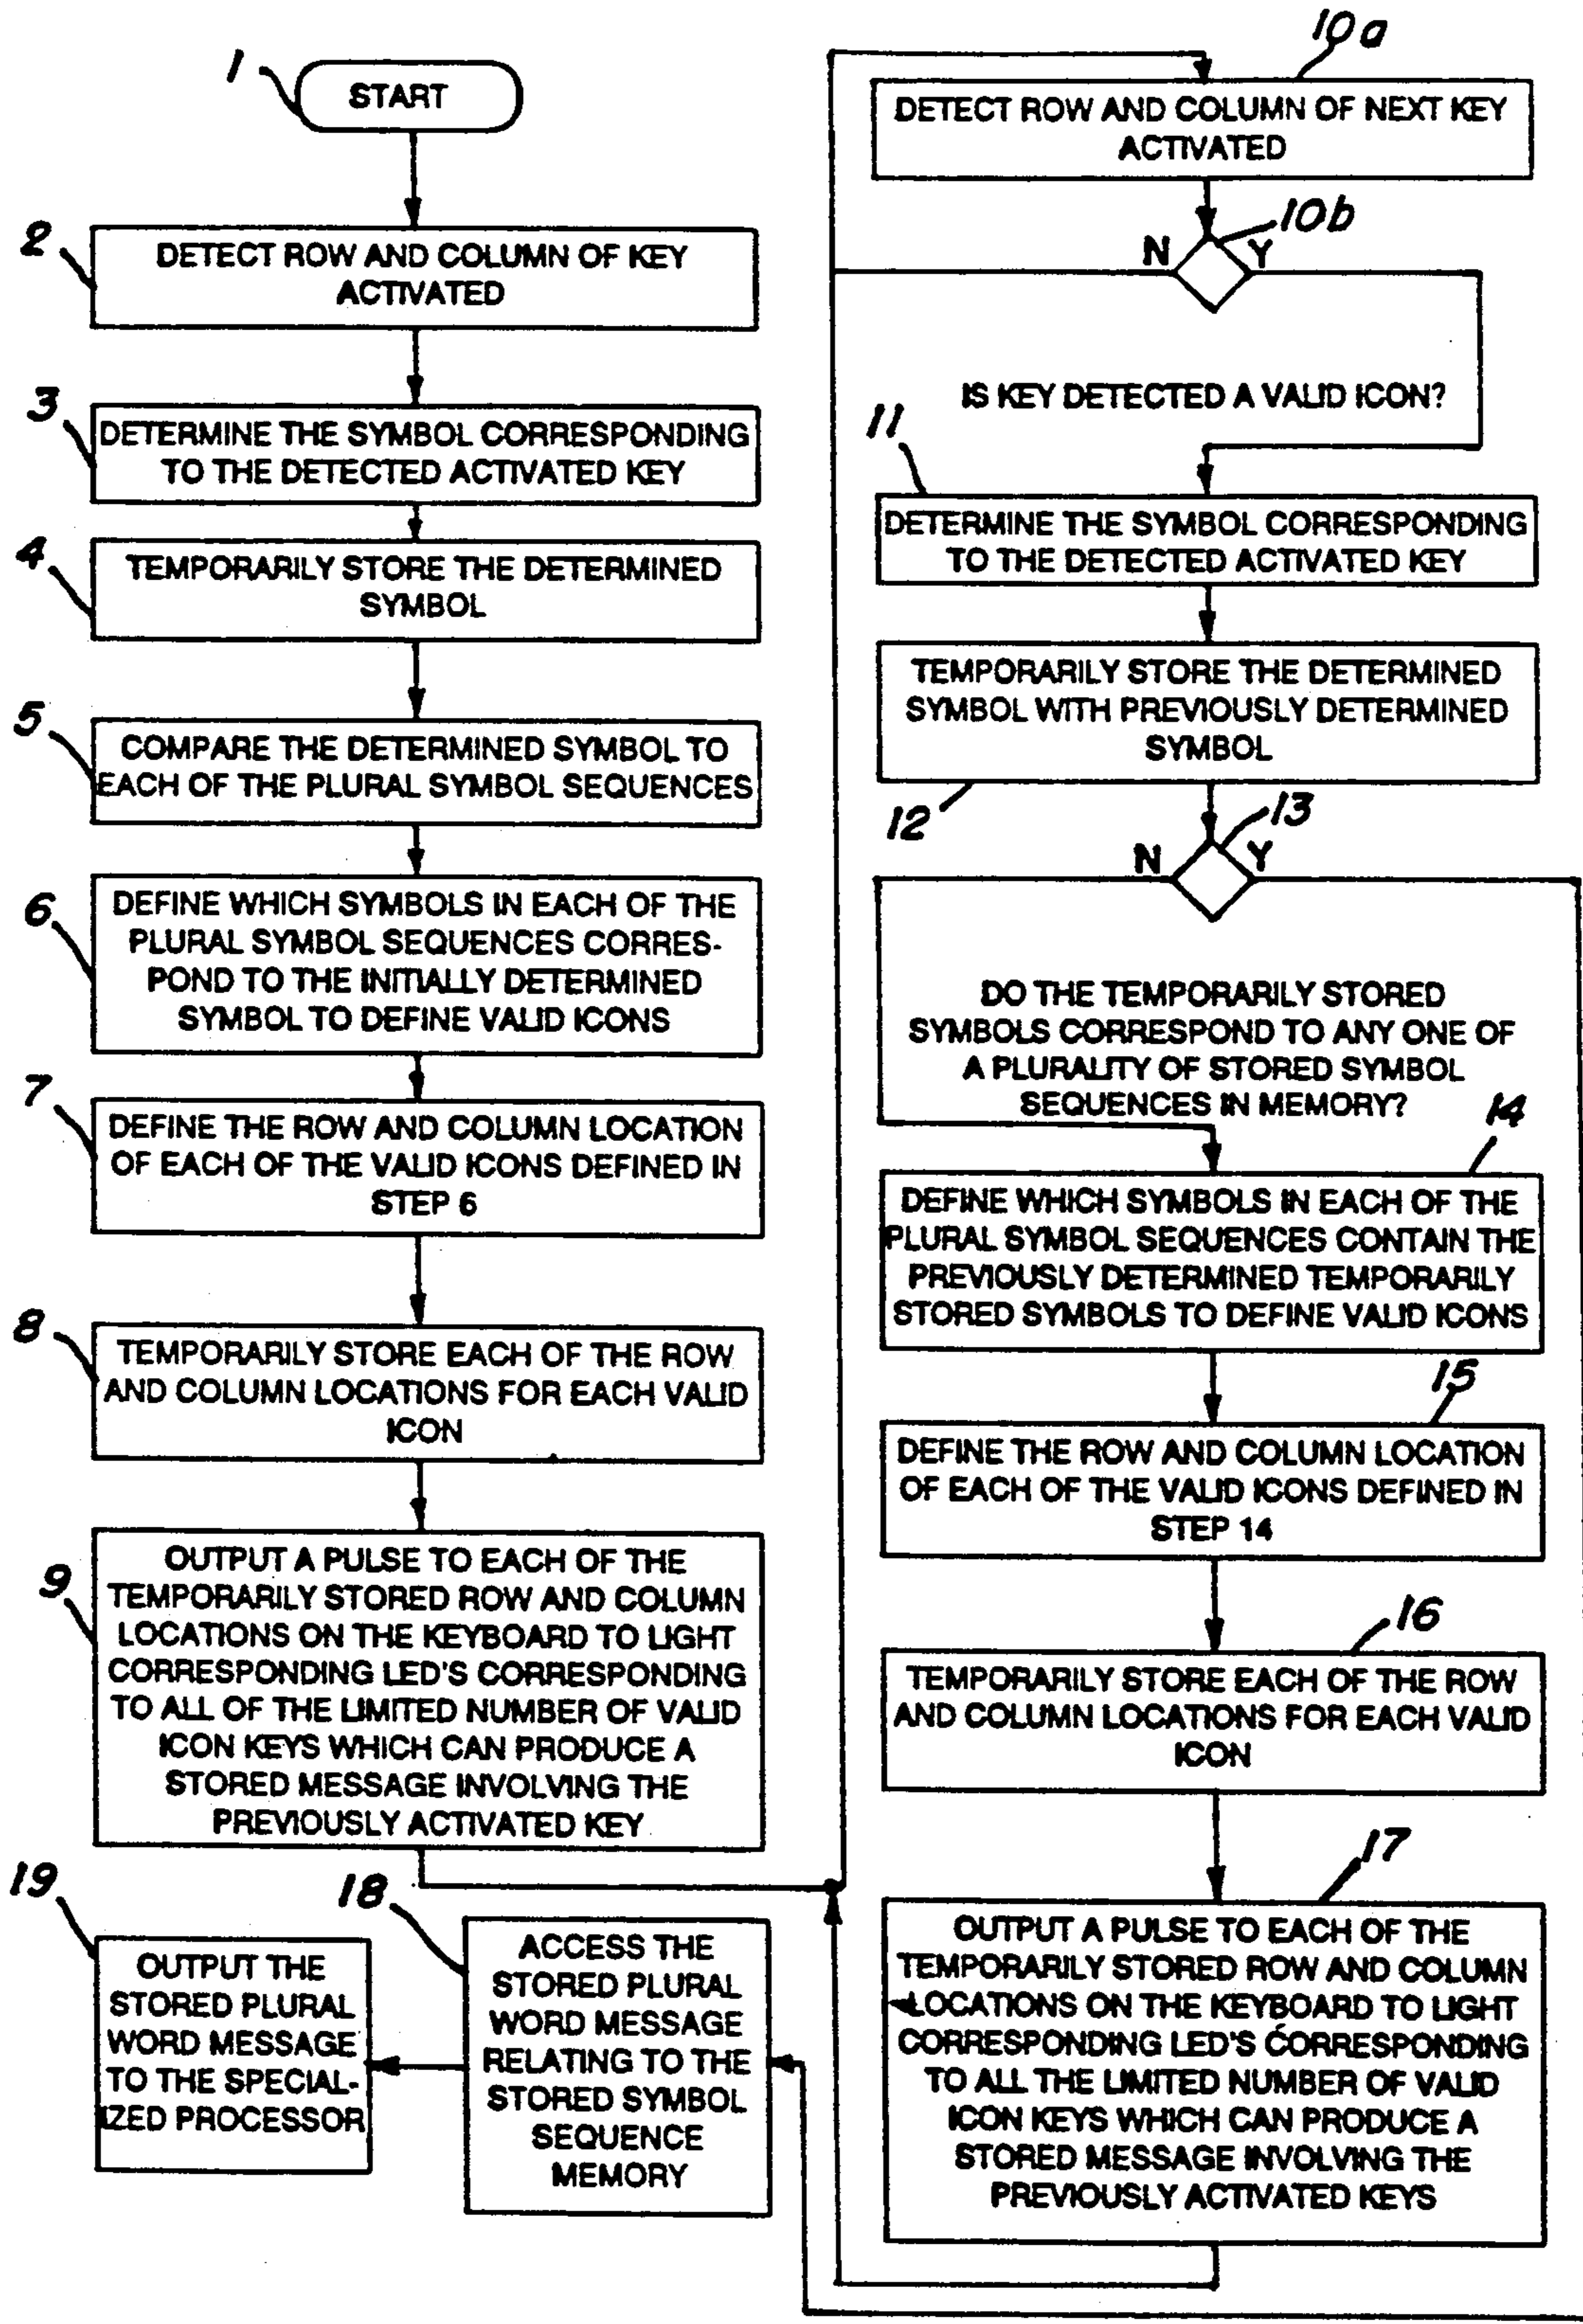 1
START
2
DETECT ROW AND COLUMN OF KEY
ACTIVATED
3
DETERMINE THE SYMBOL CORRESPONDING
TO THE DETECTED ACTIVATED KEY
4
TEMPORARILY STORE THE DETERMINED
SYMBOL
5
COMPARE THE DETERMINED SYMBOL TO
EACH OF THE PLURAL SYMBOL SEQUENCES
6
DEFINE WHICH SYMBOLS IN EACH OF THE
PLURAL SYMBOL SEQUENCES CORRES-
POND TO THE INITIALLY DETERMINED
SYMBOL TO DEFINE VALID ICONS
7
DEFINE THE ROW AND COLUMN LOCATION
OF EACH OF THE VALID ICONS DEFINED IN
STEP 6
8
TEMPORARILY STORE EACH OF THE ROW
AND COLUMN LOCATIONS FOR EACH VALID
ICON
9
OUTPUT A PULSE TO EACH OF THE
TEMPORARILY STORED ROW AND COLUMN
LOCATIONS ON THE KEYBOARD TO LIGHT
CORRESPONDING LED'S CORRESPONDING
TO ALL OF THE LIMITED NUMBER OF VALID
ICON KEYS WHICH CAN PRODUCE A
STORED MESSAGE INVOLVING THE
PREVIOUSLY ACTIVATED KEY
10a
DETECT ROW AND COLUMN OF NEXT KEY
ACTIVATED
10b
N Y
IS KEY DETECTED A VALID ICON?
11
DETERMINE THE SYMBOL CORRESPONDING
TO THE DETECTED ACTIVATED KEY
TEMPORARILY STORE THE DETERMINED
SYMBOL WITH PREVIOUSLY DETERMINED
SYMBOL
12
13
N Y
DO THE TEMPORARILY STORED
SYMBOLS CORRESPOND TO ANY ONE OF
A PLURALITY OF STORED SYMBOL
SEQUENCES IN MEMORY?
14
DEFINE WHICH SYMBOLS IN EACH OF THE
PLURAL SYMBOL SEQUENCES CONTAIN THE
PREVIOUSLY DETERMINED TEMPORARILY
STORED SYMBOLS TO DEFINE VALID ICONS
15
DEFINE THE ROW AND COLUMN LOCATION
OF EACH OF THE VALID ICONS DEFINED IN
STEP 14
16
TEMPORARILY STORE EACH OF THE ROW
AND COLUMN LOCATIONS FOR EACH VALID
ICON
17
OUTPUT A PULSE TO EACH OF THE
TEMPORARILY STORED ROW AND COLUMN
LOCATIONS ON THE KEYBOARD TO LIGHT
CORRESPONDING LED'S CORRESPONDING
TO ALL THE LIMITED NUMBER OF VALID
ICON KEYS WHICH CAN PRODUCE A
STORED MESSAGE INVOLVING THE
PREVIOUSLY ACTIVATED KEYS
18
ACCESS THE
STORED PLURAL
WORD MESSAGE
RELATING TO THE
STORED SYMBOL
SEQUENCE
MEMORY
19
OUTPUT THE
STORED PLURAL
WORD MESSAGE
TO THE SPECIAL-
IZED PROCESSOR